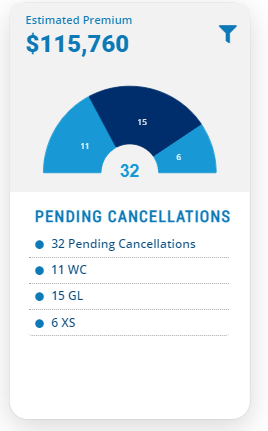 Estimated Premium
$115,760
15
11
6
32
PENDING CANCELLATIONS
32 Pending Cancellations
11 WC
15 GL
6 XS